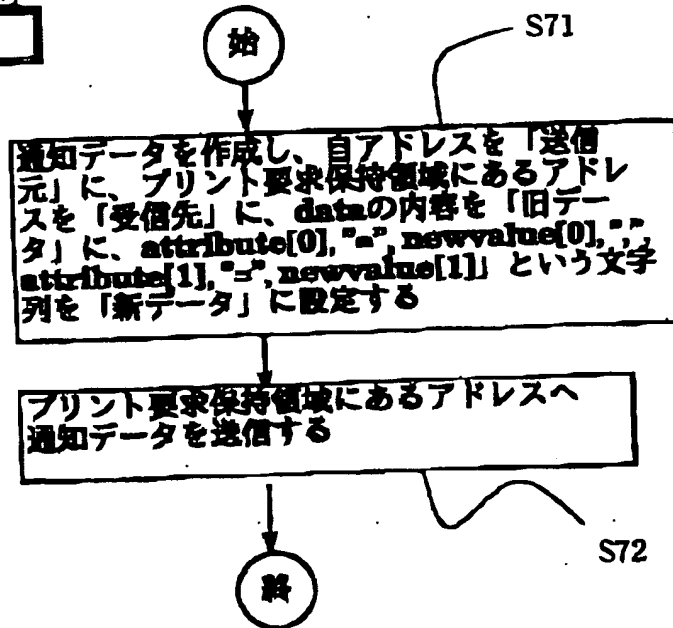 始
S71
通知データを作成し、自アドレスを「送信
元」に、プリント要求保持領域にあるアドレ
スを「受信先」に、dataの内容を「旧デー
タ」に、attribute[0], "=", newvalue[0], ",",
attribute[1], "=", newvalue[1]」という文字
列を「新データ」に設定する
プリント要求保持領域にあるアドレスへ
通知データを送信する
S72
終